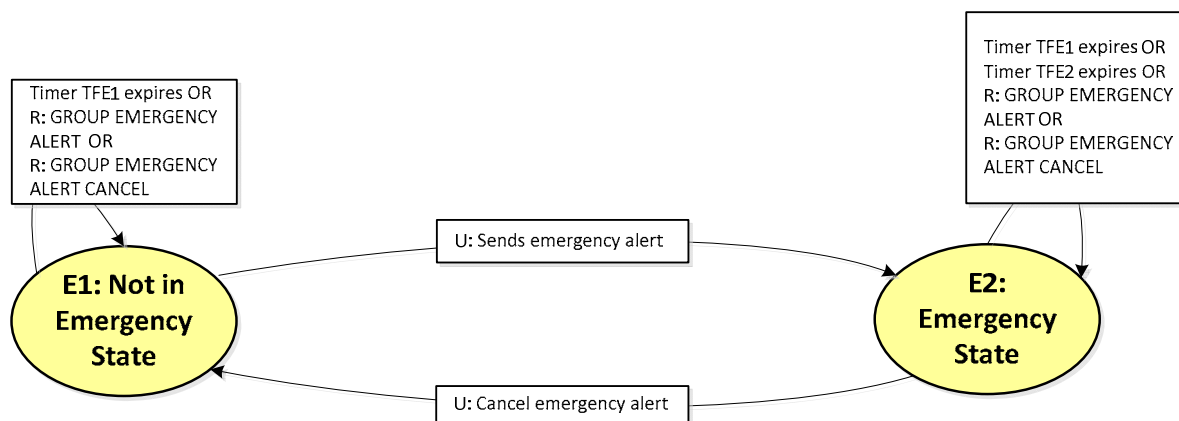 Timer TFE1 expires OR
R: GROUP EMERGENCY
ALERT OR
R: GROUP EMERGENCY
ALERT CANCEL
Timer TFE1 expires OR
Timer TFE2 expires OR
R: GROUP EMERGENCY
ALERT OR
R: GROUP EMERGENCY
ALERT CANCEL
U: Sends emergency alert
E1: Not in
Emergency
State
E2:
Emergency
State
U: Cancel emergency alert